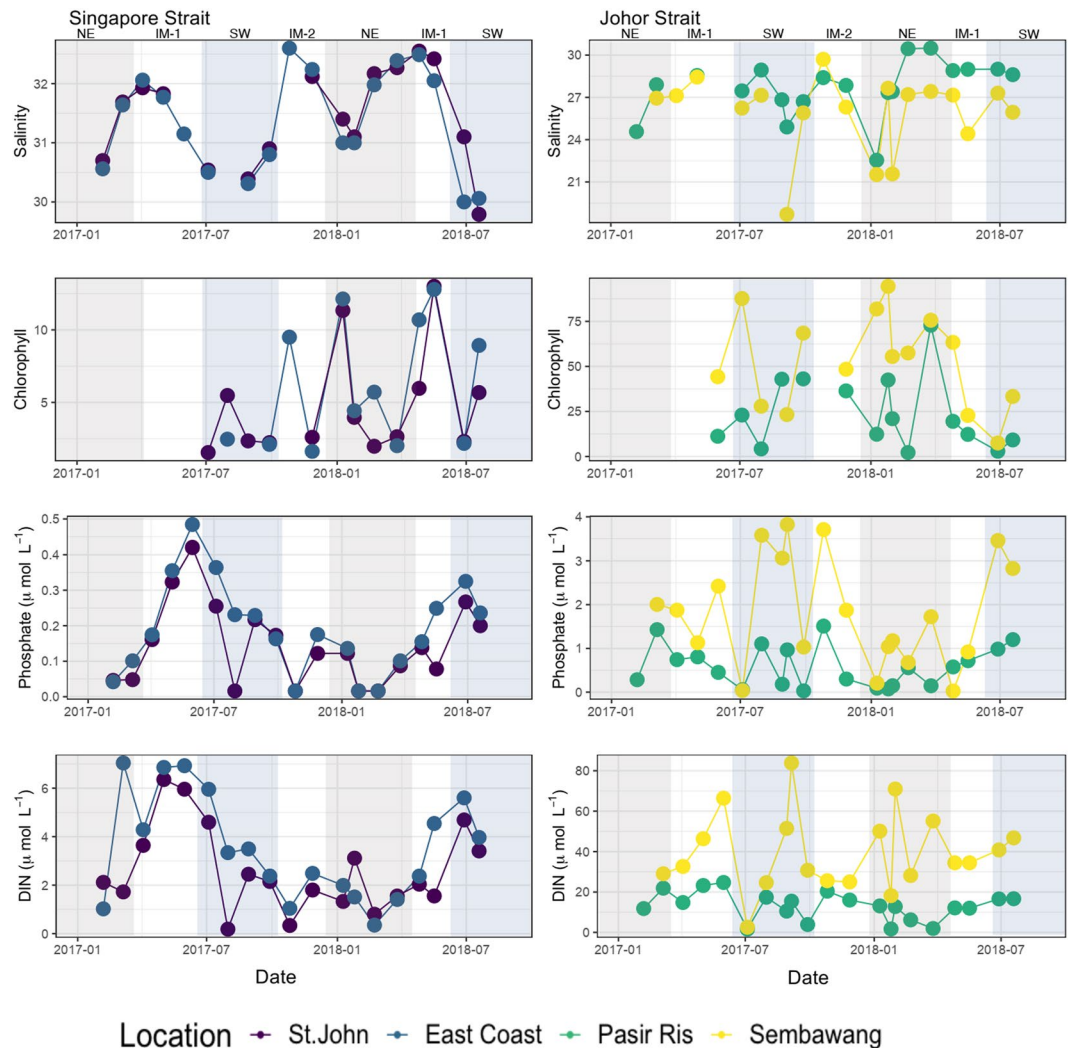 Singapore Strait
NE IM-1 SW IM-2 NE IM-1 SW
Salinity
32
31
30
2017-01 2017-07 2018-01 2018-07
Chlorophyll
10
5
2017-01 2017-07 2018-01 2018-07
Phosphate (μ mol L⁻¹)
0.5
0.4
0.3
0.2
0.1
0.0
2017-01 2017-07 2018-01 2018-07
DIN (μ mol L⁻¹)
6
4
2
0
2017-01 2017-07 2018-01 2018-07
Date
Johor Strait
NE IM-1 SW IM-2 NE IM-1 SW
Salinity
30
27
24
21
2017-01 2017-07 2018-01 2018-07
Chlorophyll
75
50
25
0
2017-01 2017-07 2018-01 2018-07
Phosphate (μ mol L⁻¹)
4
3
2
1
0
2017-01 2017-07 2018-01 2018-07
DIN (μ mol L⁻¹)
80
60
40
20
0
2017-01 2017-07 2018-01 2018-07
Date
Location St.John East Coast Pasir Ris Sembawang